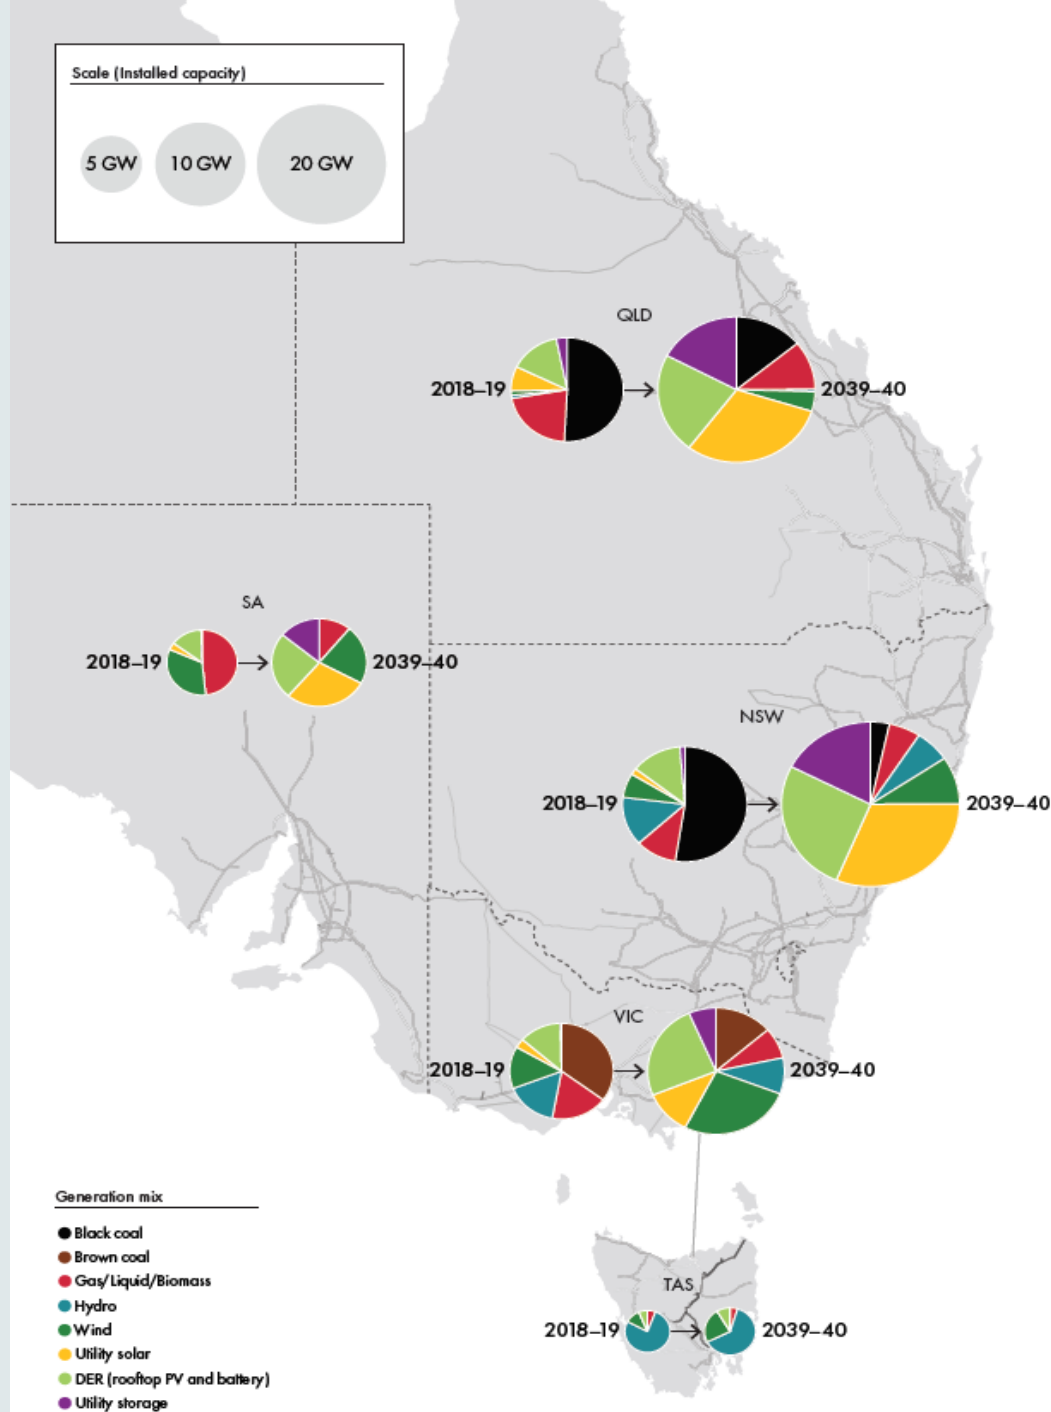 Scale (Installed capacity)
5 GW 10 GW 20 GW
QLD
2018–19 2039–40
SA
2018–19 2039–40
NSW
2018–19 2039–40
VIC
2018–19 2039–40
Generation mix
Black coal
Brown coal
Gas/Liquid/Biomass
Hydro
Wind
Utility solar
DER (rooftop PV and battery)
Utility storage
TAS
2018–19 2039–40